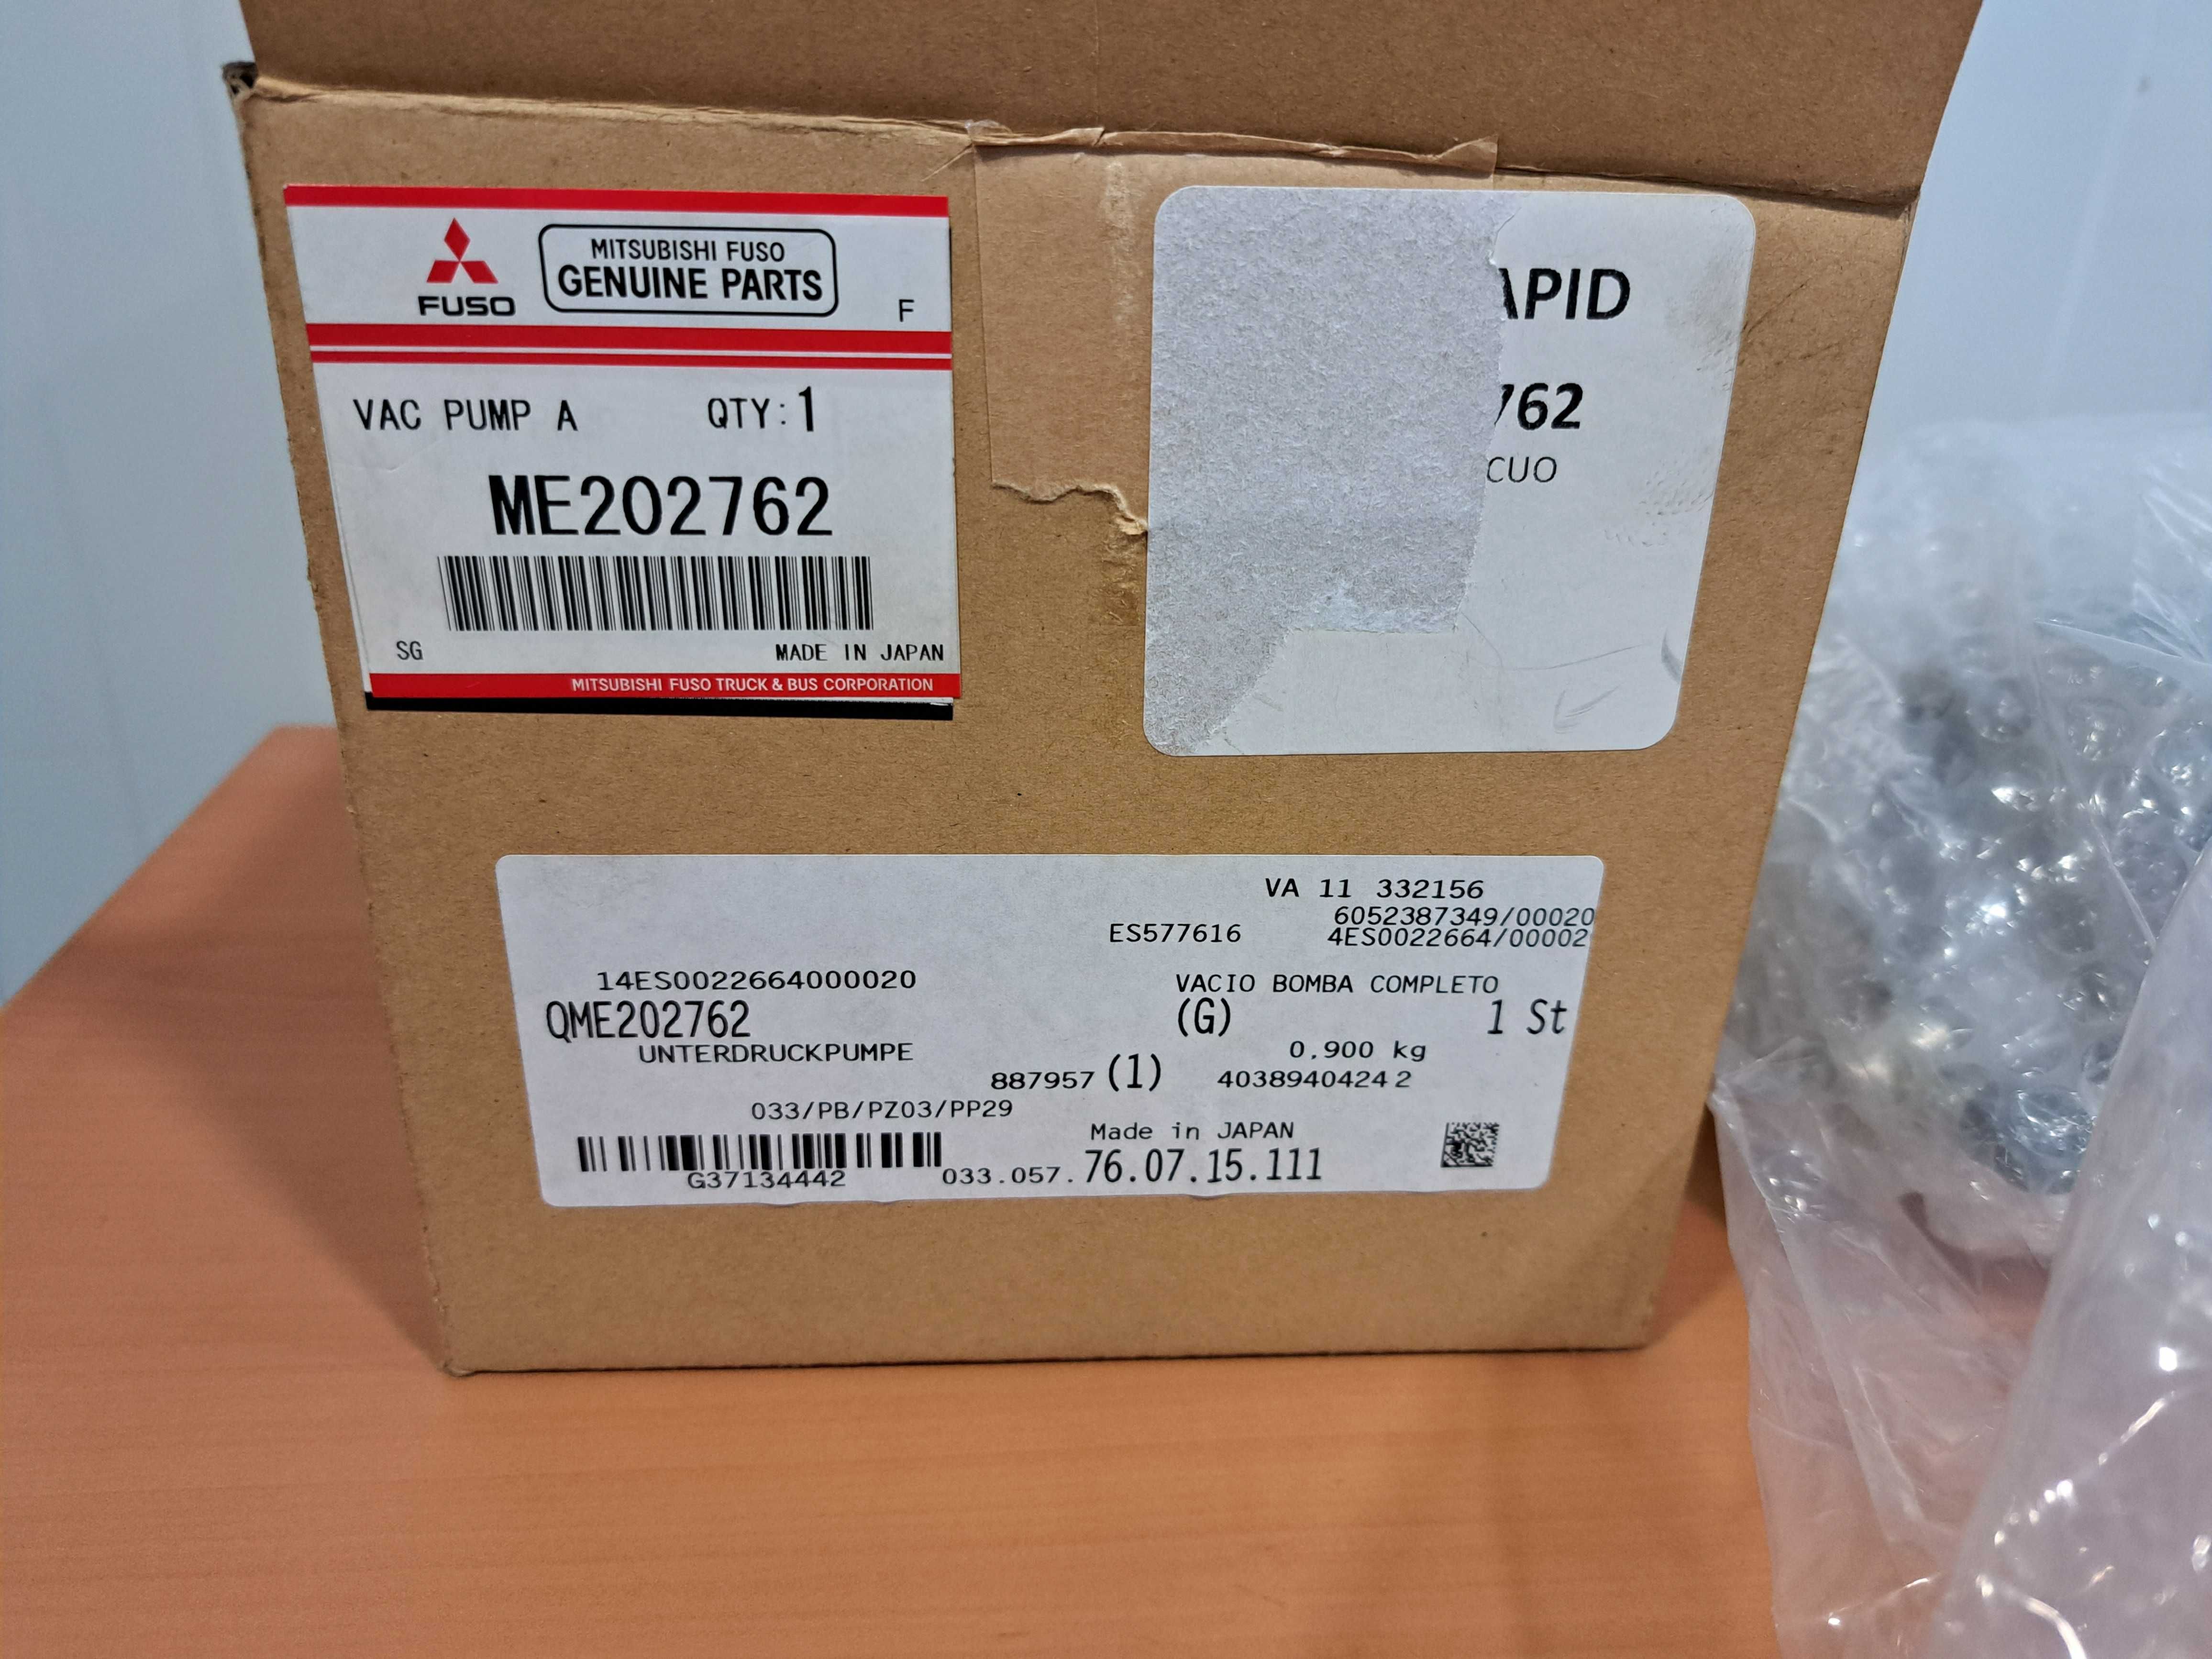 FUSO
MITSUBISHI FUSO
GENUINE PARTS
F
VAC PUMP A QTY:1
ME202762
SG MADE IN JAPAN
MITSUBISHI FUSO TRUCK & BUS CORPORATION
APID
762
CUO
VA 11 332156
6052387349/00020
ES577616 4ES0022664/00002
14ES0022664000020 VACIO BOMBA COMPLETO
QME202762 (G) 1 St
UNTERDRUCKPUMPE 0,900 kg
887957 (1) 4038940424 2
033/PB/PZ03/PP29
Made in JAPAN
G37134442 033.057.76.07.15.111